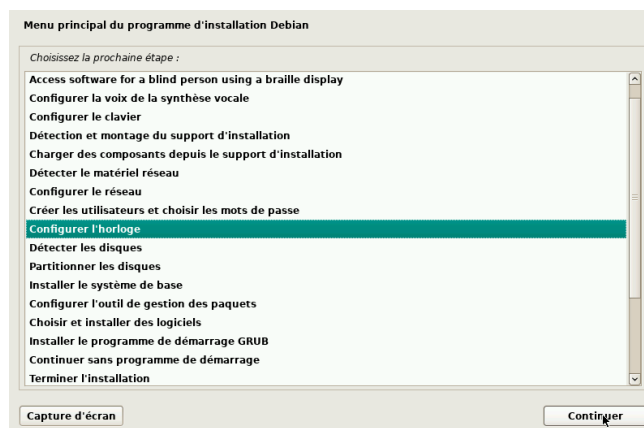 Menu principal du programme d'installation Debian
Choisissez la prochaine étape :
Access software for a blind person using a braille display
Configurer la voix de la synthèse vocale
Configurer le clavier
Détection et montage du support d'installation
Charger des composants depuis le support d'installation
Détecter le matériel réseau
Configurer le réseau
Créer les utilisateurs et choisir les mots de passe
Configurer l'horloge
Détecter les disques
Partitionner les disques
Installer le système de base
Configurer l'outil de gestion des paquets
Choisir et installer des logiciels
Installer le programme de démarrage GRUB
Continuer sans programme de démarrage
Terminer l'installation
Capture d'écran
Continuer